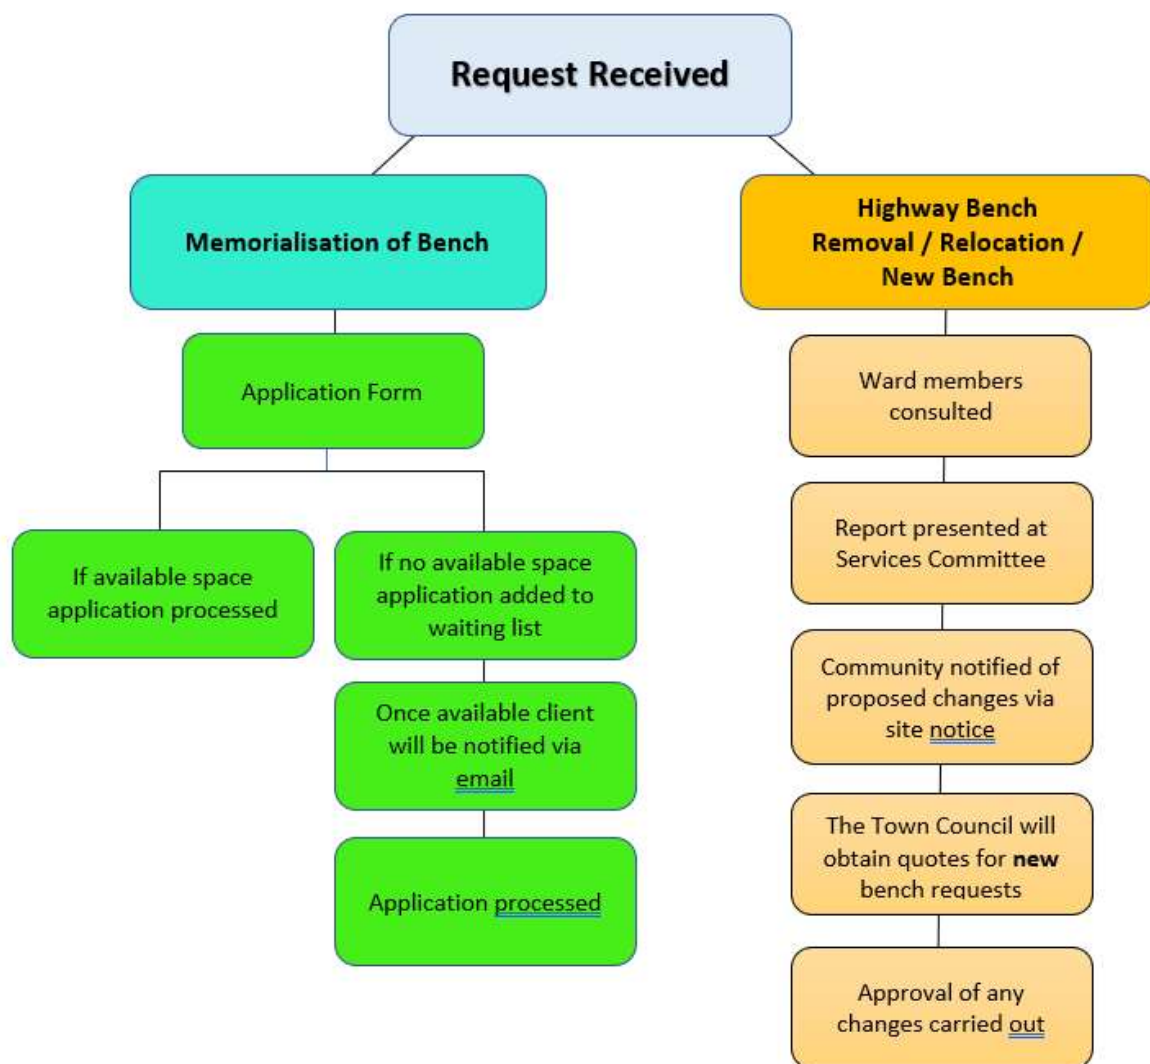 Request Received
Memorialisation of Bench
Highway Bench
Removal / Relocation /
New Bench
Application Form
If available space
application processed
If no available space
application added to
waiting list
Once available client
will be notified via
email
Application processed
Ward members
consulted
Report presented at
Services Committee
Community notified of
proposed changes via
site notice
The Town Council will
obtain quotes for new
bench requests
Approval of any
changes carried out